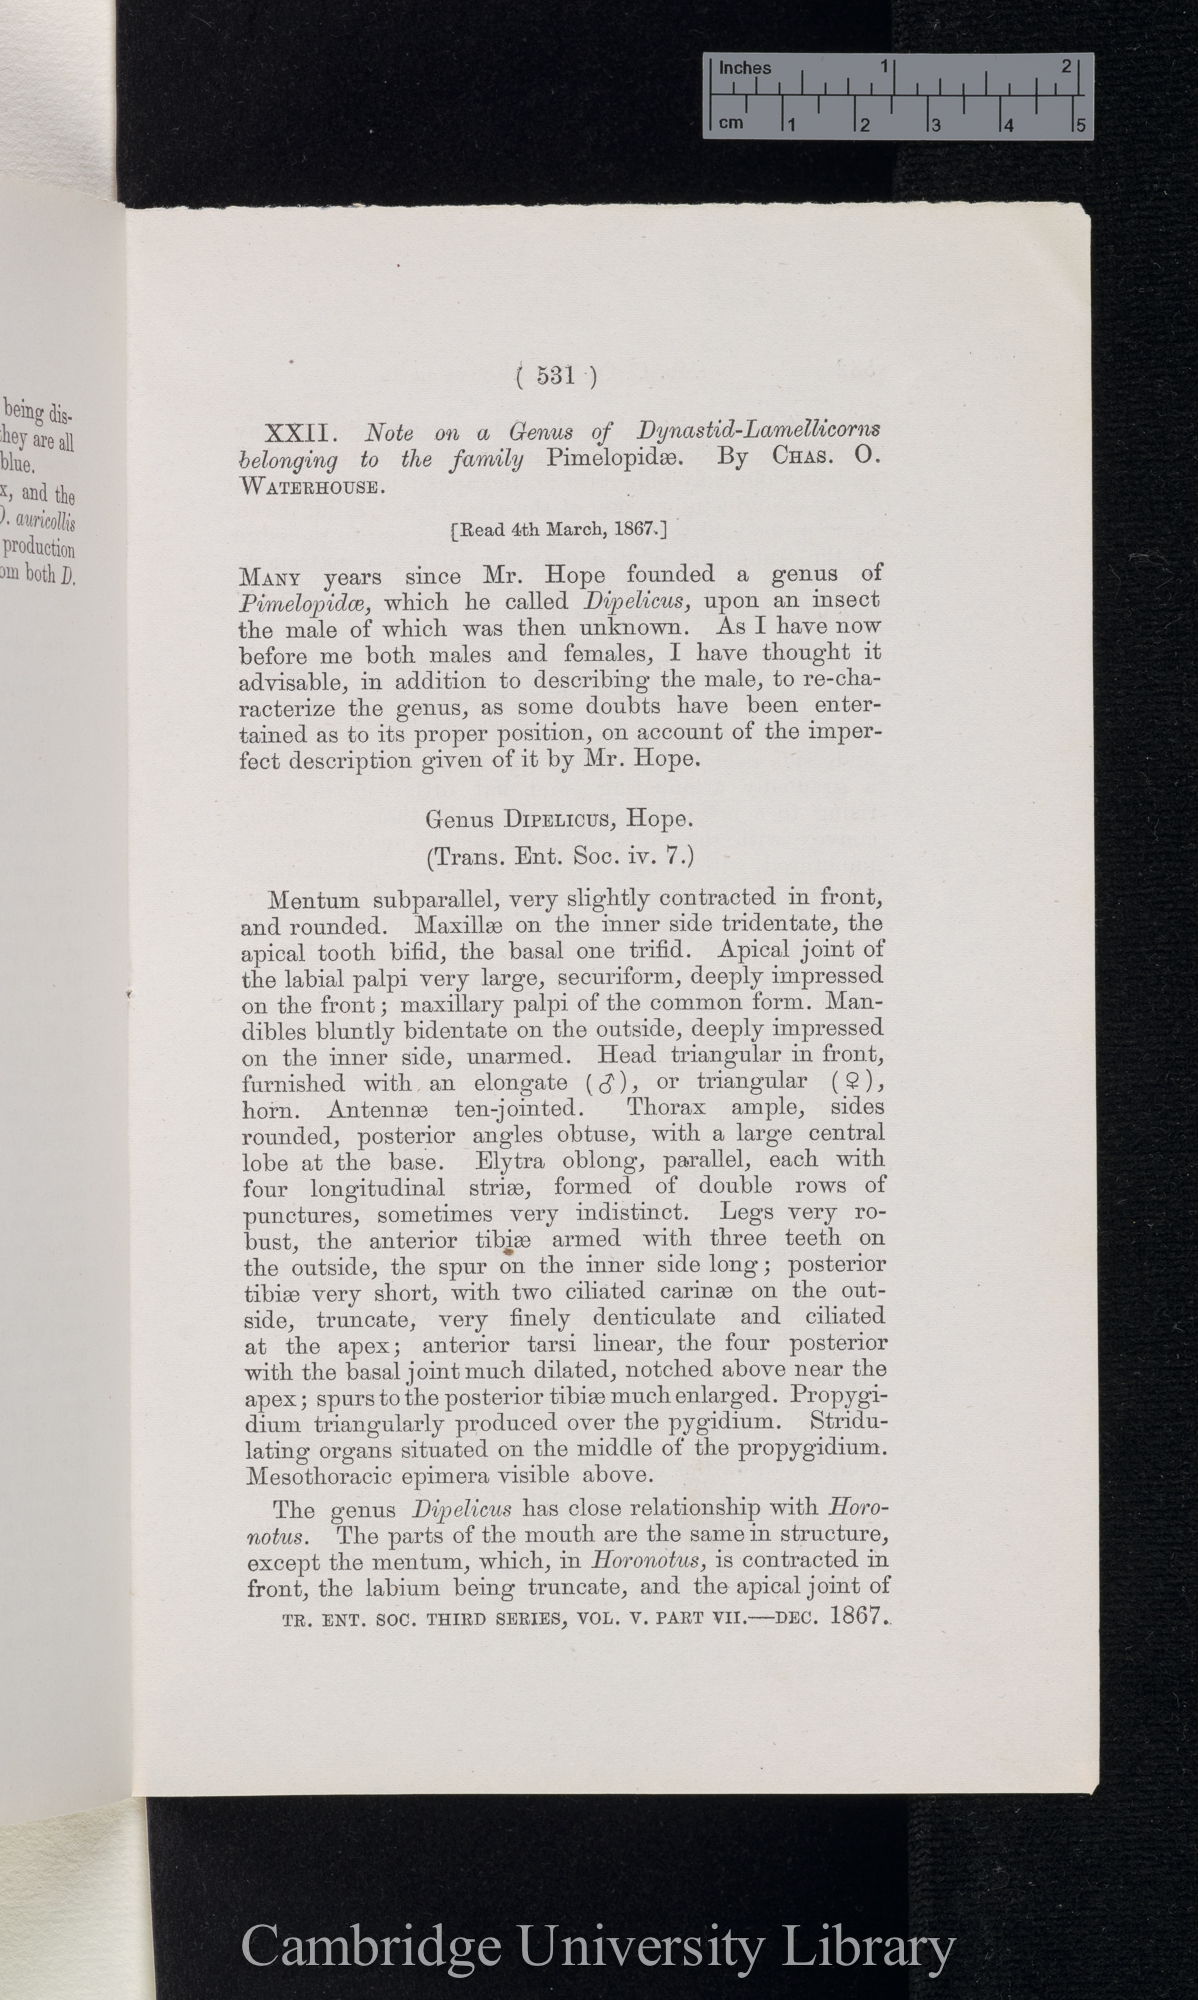 Inches 1 2
cm 1 2 3 4 5
being dis-
they are all
blue.
x, and the
D. auricollis
production
om both D.
( 531 )
XXII. Note on a Genus of Dynastid-Lamellicorns
belonging to the family Pimelopidæ. By CHAS. O.
WATERHOUSE.
[Read 4th March, 1867.]
MANY years since Mr. Hope founded a genus of
Pimelopidæ, which he called Dipelicus, upon an insect
the male of which was then unknown. As I have now
before me both males and females, I have thought it
advisable, in addition to describing the male, to re-cha-
racterize the genus, as some doubts have been enter-
tained as to its proper position, on account of the imper-
fect description given of it by Mr. Hope.
Genus DIPELICUS, Hope.
(Trans. Ent. Soc. iv. 7.)
Mentum subparallel, very slightly contracted in front,
and rounded. Maxillæ on the inner side tridentate, the
apical tooth bifid, the basal one trifid. Apical joint of
the labial palpi very large, securiform, deeply impressed
on the front; maxillary palpi of the common form. Man-
dibles bluntly bidentate on the outside, deeply impressed
on the inner side, unarmed. Head triangular in front,
furnished with an elongate (♂), or triangular (♀),
horn. Antennæ ten-jointed. Thorax ample, sides
rounded, posterior angles obtuse, with a large central
lobe at the base. Elytra oblong, parallel, each with
four longitudinal striæ, formed of double rows of
punctures, sometimes very indistinct. Legs very ro-
bust, the anterior tibiæ armed with three teeth on
the outside, the spur on the inner side long; posterior
tibiæ very short, with two ciliated carinæ on the out-
side, truncate, very finely denticulate and ciliated
at the apex; anterior tarsi linear, the four posterior
with the basal joint much dilated, notched above near the
apex; spurs to the posterior tibiæ much enlarged. Propygi-
dium triangularly produced over the pygidium. Stridu-
lating organs situated on the middle of the propygidium.
Mesothoracic epimera visible above.
The genus Dipelicus has close relationship with Horo-
notus. The parts of the mouth are the same in structure,
except the mentum, which, in Horonotus, is contracted in
front, the labium being truncate, and the apical joint of
TR. ENT. SOC. THIRD SERIES, VOL. V. PART VII.—DEC. 1867.
Cambridge University Library